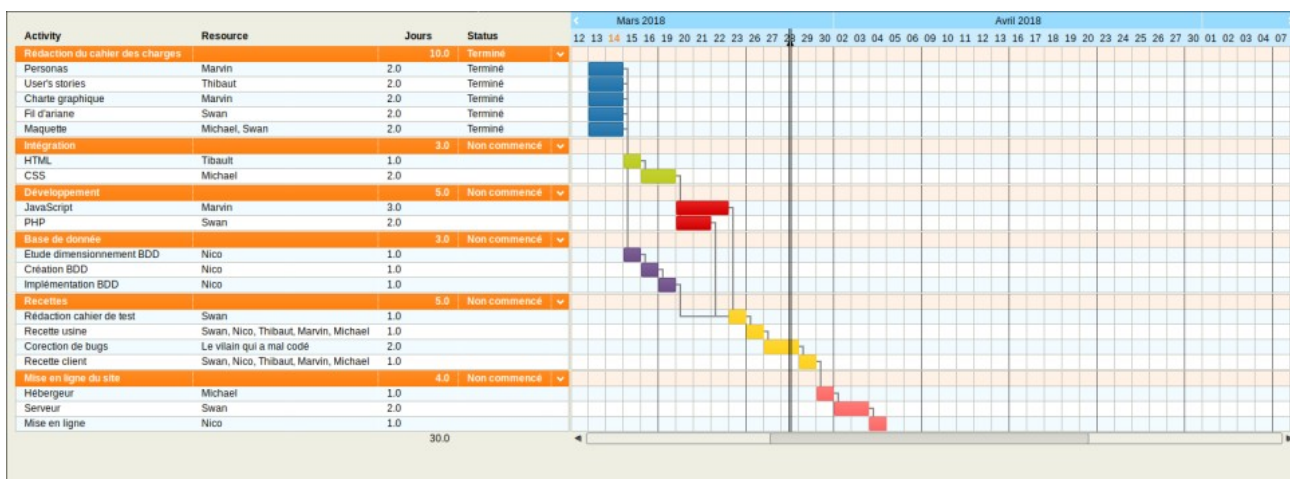 Mars 2018 Avril 2018
Activity Resource Jours Status 12 13 14 15 16 19 20 21 22 23 26 27 28 29 30 02 03 04 05 06 09 10 11 12 13 16 17 18 19 20 23 24 25 26 27 30 01 02 03 04 07
Rédaction du cahier des charges 10.0 Terminé
Personas Marvin 2.0 Terminé
User's stories Thibaut 2.0 Terminé
Charte graphique Marvin 2.0 Terminé
Fil d'ariane Swan 2.0 Terminé
Maquette Michael, Swan 2.0 Terminé
Intégration 3.0 Non commencé
HTML Tibault 1.0
CSS Michael 2.0
Développement 5.0 Non commencé
JavaScript Marvin 3.0
PHP Swan 2.0
Base de donnée 3.0 Non commencé
Etude dimensionnement BDD Nico 1.0
Création BDD Nico 1.0
Implémentation BDD Nico 1.0
Recettes 5.0 Non commencé
Rédaction cahier de test Swan 1.0
Recette usine Swan, Nico, Thibaut, Marvin, Michael 1.0
Corection de bugs Le vilain qui a mal codé 2.0
Recette client Swan, Nico, Thibaut, Marvin, Michael 1.0
Mise en ligne du site 4.0 Non commencé
Hébergeur Michael 1.0
Serveur Swan 2.0
Mise en ligne Nico 1.0
30.0